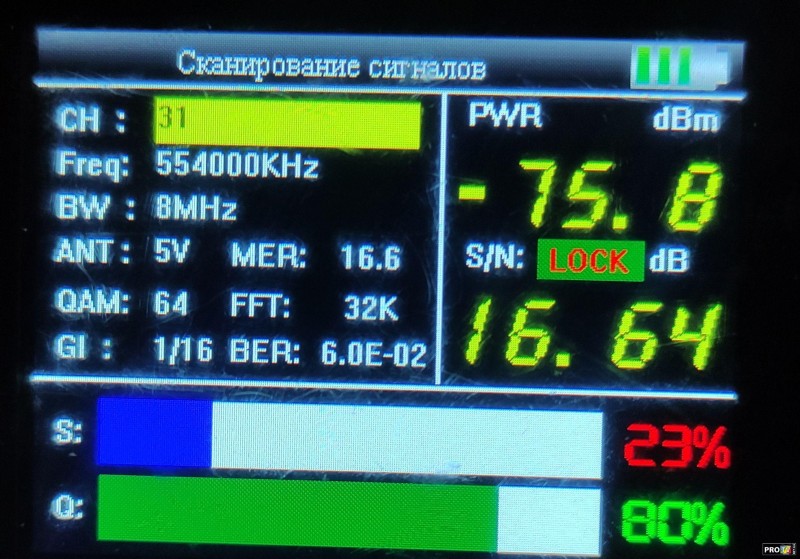 Сканирование сигналов
CH : 31
Freq: 554000KHz
BW : 8MHz
ANT: 5V MER: 16.6
QAM: 64 FFT: 32K
GI : 1/16 BER: 6.0E-02
PWR dBm
-75.8
S/N: LOCK dB
16.64
S: 23%
Q: 80%
PRO